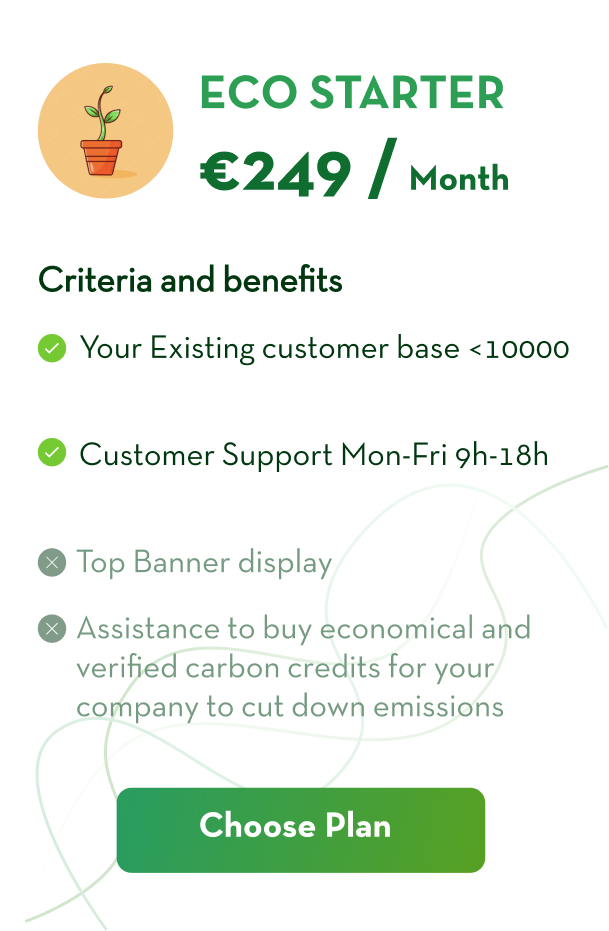 ECO STARTER
€249 / Month
Criteria and benefits
Your Existing customer base <10000
Customer Support Mon-Fri 9h-18h
Top Banner display
Assistance to buy economical and
verified carbon credits for your
company to cut down emissions
Choose Plan